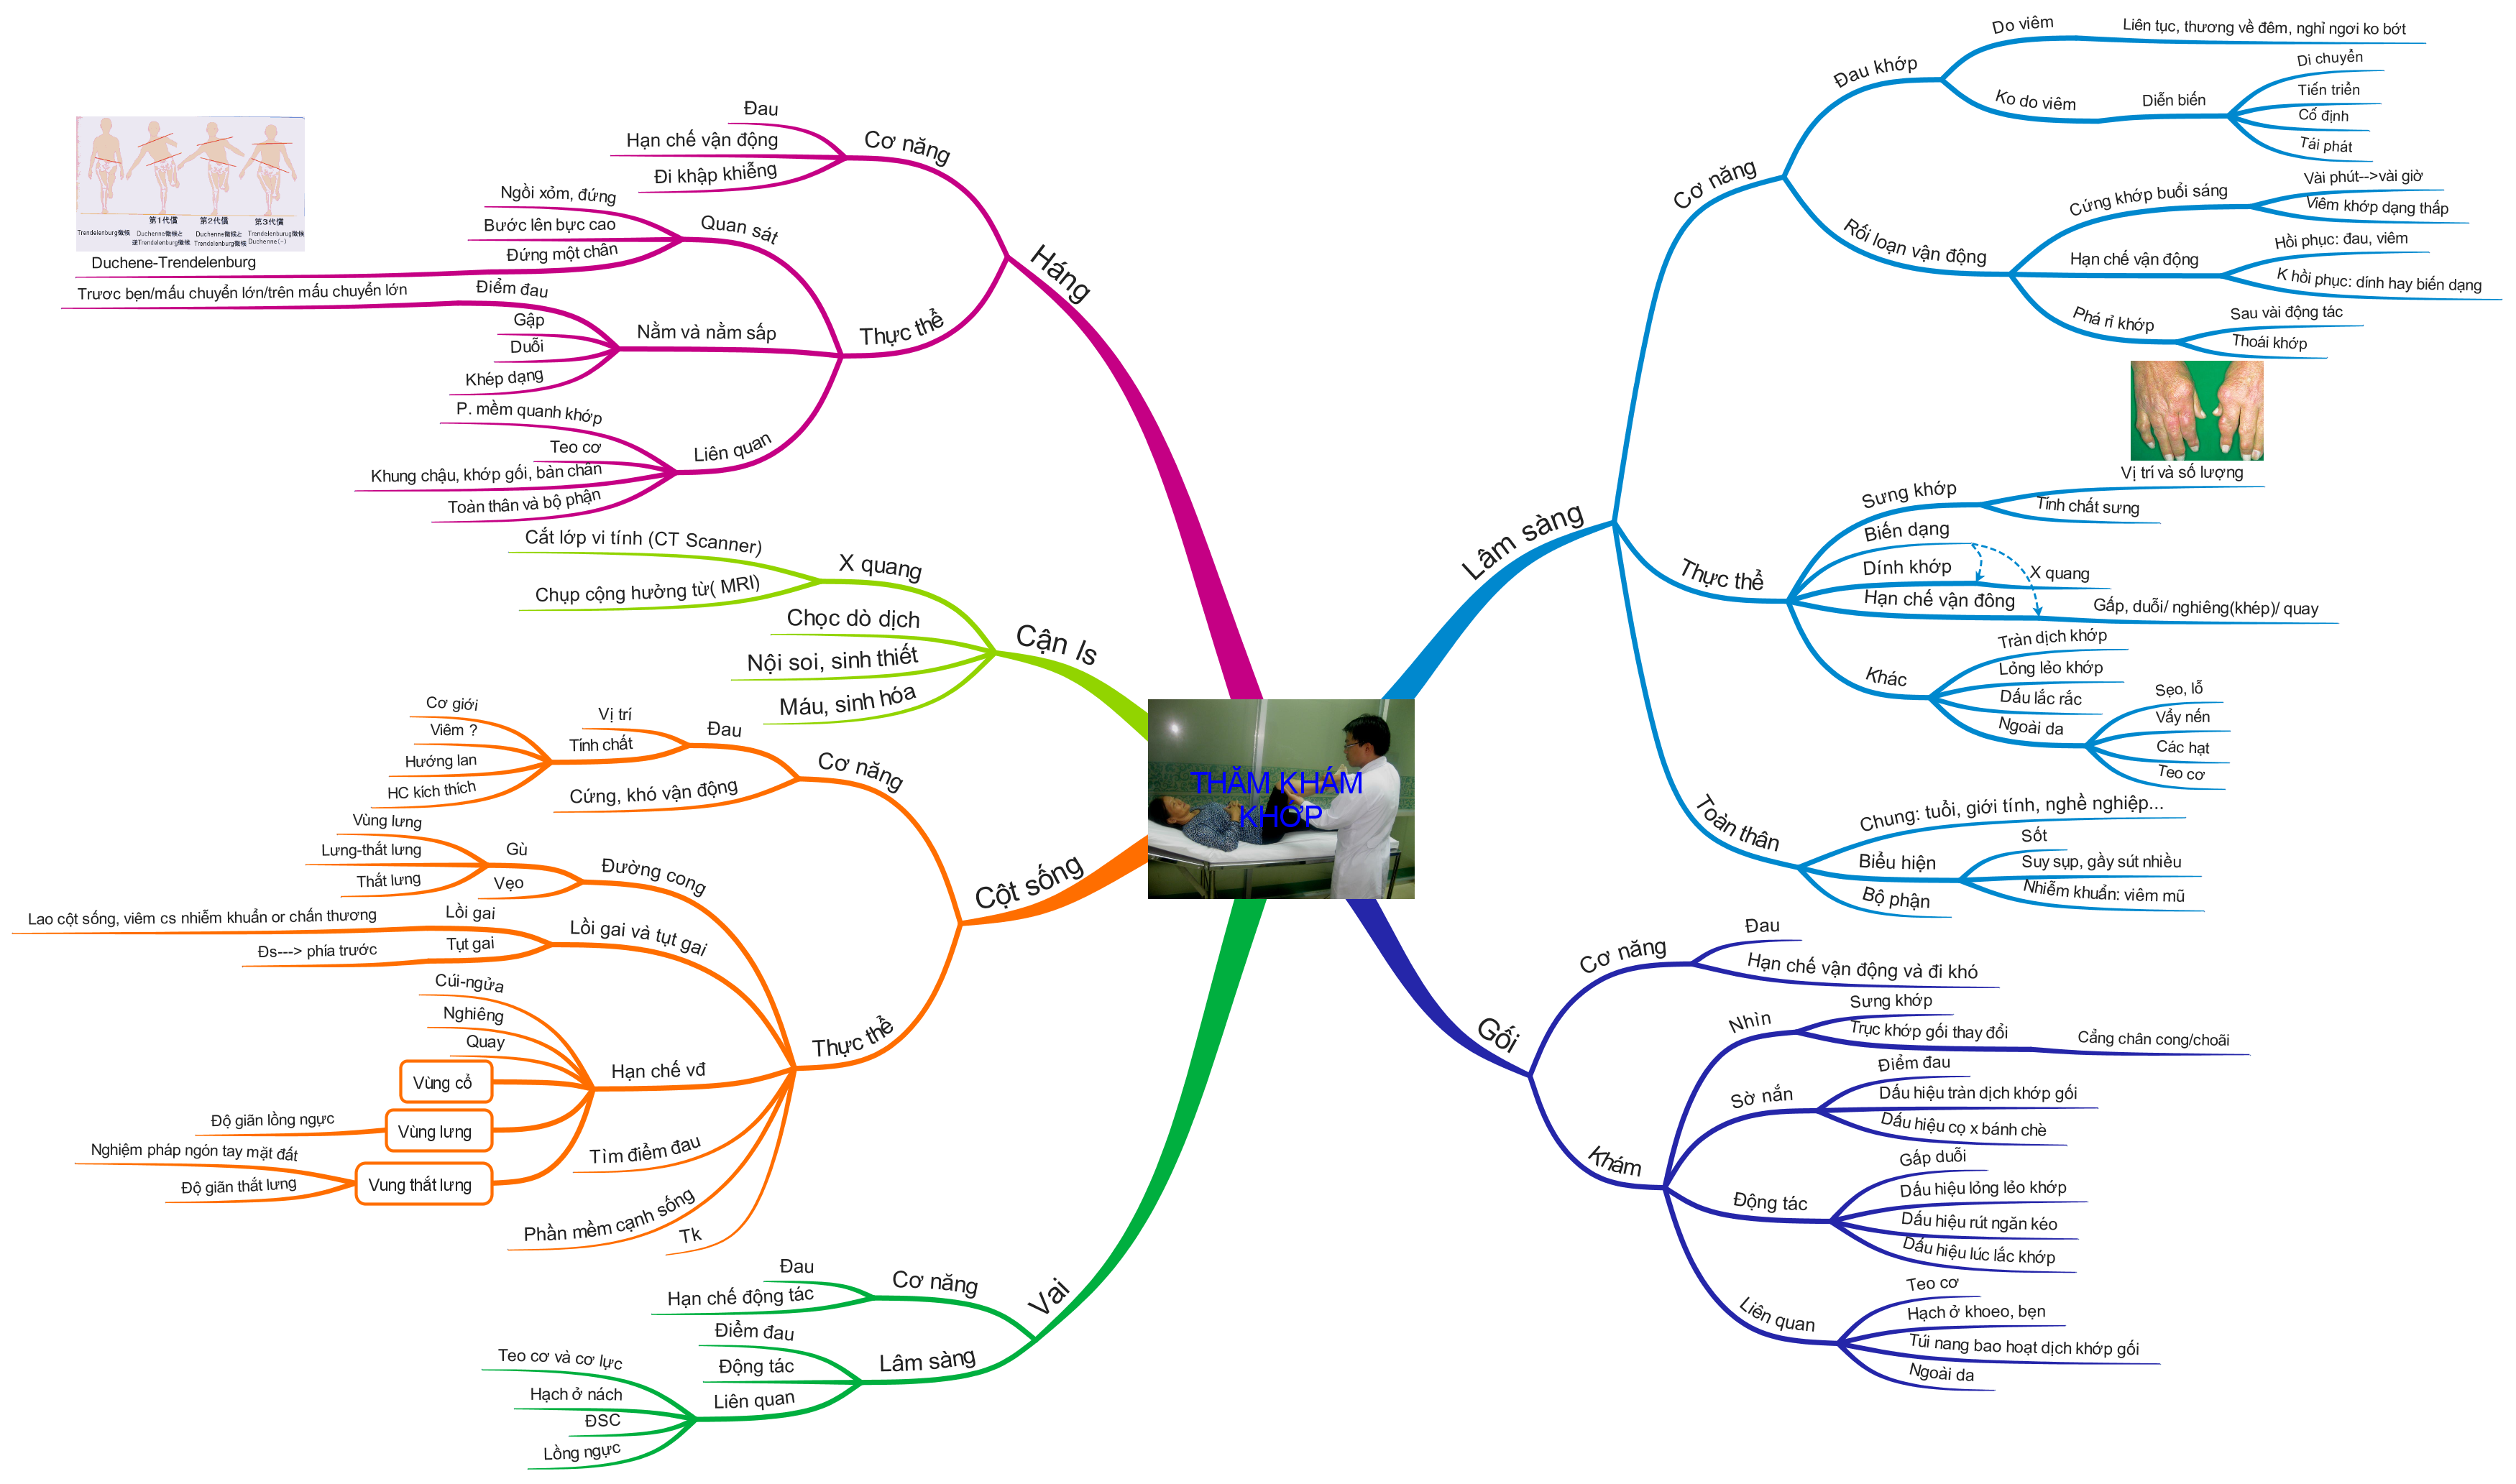 THĂM KHÁM
KHỚP
Lâm sàng
Cơ năng
Đau khớp
Do viêm
Liên tục, thương về đêm, nghỉ ngơi ko bớt
Ko do viêm
Diễn biến
Di chuyển
Tiến triển
Cố định
Tái phát
Rối loạn vận động
Cứng khớp buổi sáng
Vài phút-->vài giờ
Viêm khớp dạng thấp
Hạn chế vận động
Hồi phục: đau, viêm
K hồi phục: dính hay biến dạng
Phá rỉ khớp
Sau vài động tác
Thoái khớp
Thực thể
Sưng khớp
Vị trí và số lượng
Tính chất sưng
Biến dạng
Dính khớp
X quang
Hạn chế vận đông
Gấp, duỗi/ nghiêng(khép)/ quay
Khác
Tràn dịch khớp
Lỏng lẻo khớp
Dấu lắc rắc
Ngoài da
Sẹo, lỗ
Vẩy nến
Các hạt
Teo cơ
Toàn thân
Chung: tuổi, giới tính, nghề nghiệp...
Biểu hiện
Sốt
Suy sụp, gầy sút nhiều
Nhiễm khuẩn: viêm mũ
Bộ phận
Gối
Cơ năng
Đau
Hạn chế vận động và đi khó
Khám
Nhìn
Sưng khớp
Trục khớp gối thay đổi
Cẳng chân cong/choãi
Sờ nắn
Điểm đau
Dấu hiệu tràn dịch khớp gối
Dấu hiệu cọ x bánh chè
Động tác
Gấp duỗi
Dấu hiệu lỏng lẻo khớp
Dấu hiệu rút ngăn kéo
Dấu hiệu lúc lắc khớp
Liên quan
Teo cơ
Hạch ở khoeo, bẹn
Túi nang bao hoạt dịch khớp gối
Ngoài da
Háng
Cơ năng
Đau
Hạn chế vận động
Đi khập khiễng
Thực thể
Quan sát
Ngồi xỏm, đứng
Bước lên bực cao
Đứng một chân
Duchene-Trendelenburg
第1代償
第2代償
第3代償
Trendelenburg徴候
Duchenne徴候と
逆Trendelenburg徴候
Duchenne徴候と
Trendelenburg徴候
Trendelenburug徴候
Duchenne(-)
Nằm và nằm sấp
Điểm đau
Trươc bẹn/mấu chuyển lớn/trên mấu chuyển lớn
Gập
Duỗi
Khép dạng
Liên quan
P. mềm quanh khớp
Teo cơ
Khung chậu, khớp gối, bàn chân
Toàn thân và bộ phận
Cận ls
X quang
Cắt lớp vi tính (CT Scanner)
Chụp cộng hưởng từ( MRI)
Chọc dò dịch
Nội soi, sinh thiết
Máu, sinh hóa
Cột sống
Cơ năng
Đau
Vị trí
Tính chất
Cơ giới
Viêm ?
Hướng lan
HC kích thích
Cứng, khó vận động
Thực thể
Đường cong
Gù
Vùng lưng
Lưng-thắt lưng
Thắt lưng
Vẹo
Lồi gai và tụt gai
Lồi gai
Lao cột sống, viêm cs nhiễm khuẩn or chấn thương
Tụt gai
Đs---> phía trước
Hạn chế vđ
Cúi-ngửa
Nghiêng
Quay
Vùng cổ
Vùng lưng
Độ giãn lồng ngực
Vung thắt lưng
Nghiệm pháp ngón tay mặt đất
Độ giãn thắt lưng
Tìm điểm đau
Phần mềm cạnh sống
Tk
Vai
Cơ năng
Đau
Hạn chế động tác
Lâm sàng
Điểm đau
Động tác
Liên quan
Teo cơ và cơ lực
Hạch ở nách
ĐSC
Lồng ngực